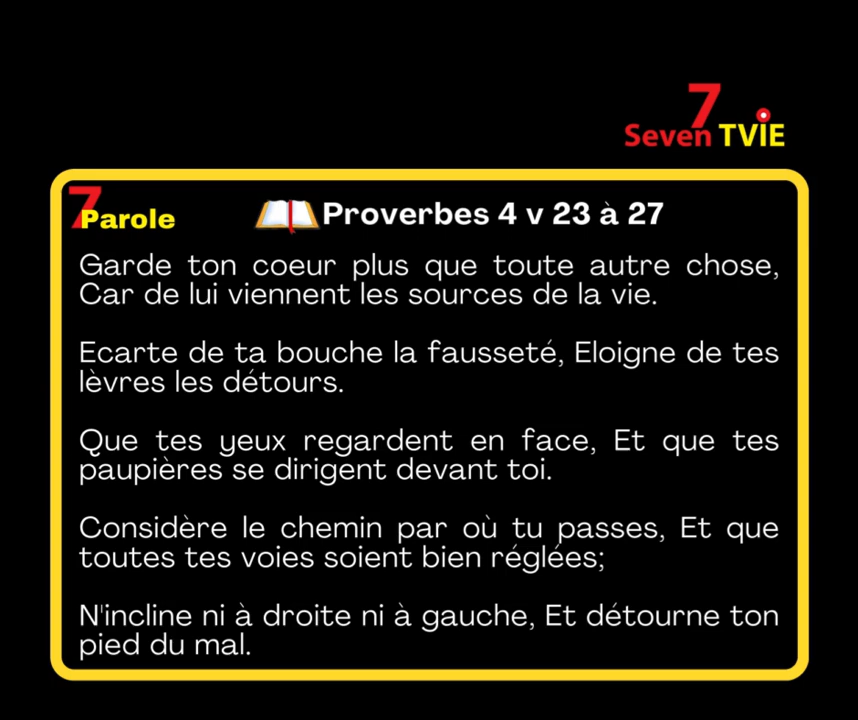 7
Seven TViE
7
Parole
Proverbes 4 v 23 à 27
Garde ton coeur plus que toute autre chose,
Car de lui viennent les sources de la vie.
Ecarte de ta bouche la fausseté, Eloigne de tes
lèvres les détours.
Que tes yeux regardent en face, Et que tes
paupières se dirigent devant toi.
Considère le chemin par où tu passes, Et que
toutes tes voies soient bien réglées;
N'incline ni à droite ni à gauche, Et détourne ton
pied du mal.